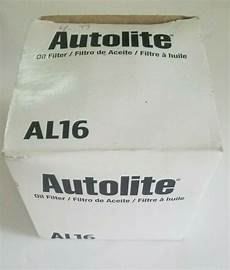 Autolite®
Oil Filter / Filtro de Aceite / Filtre à huile
AL16
Autolite®
Oil Filter / Filtro de Aceite / Filtre à huile
AL16